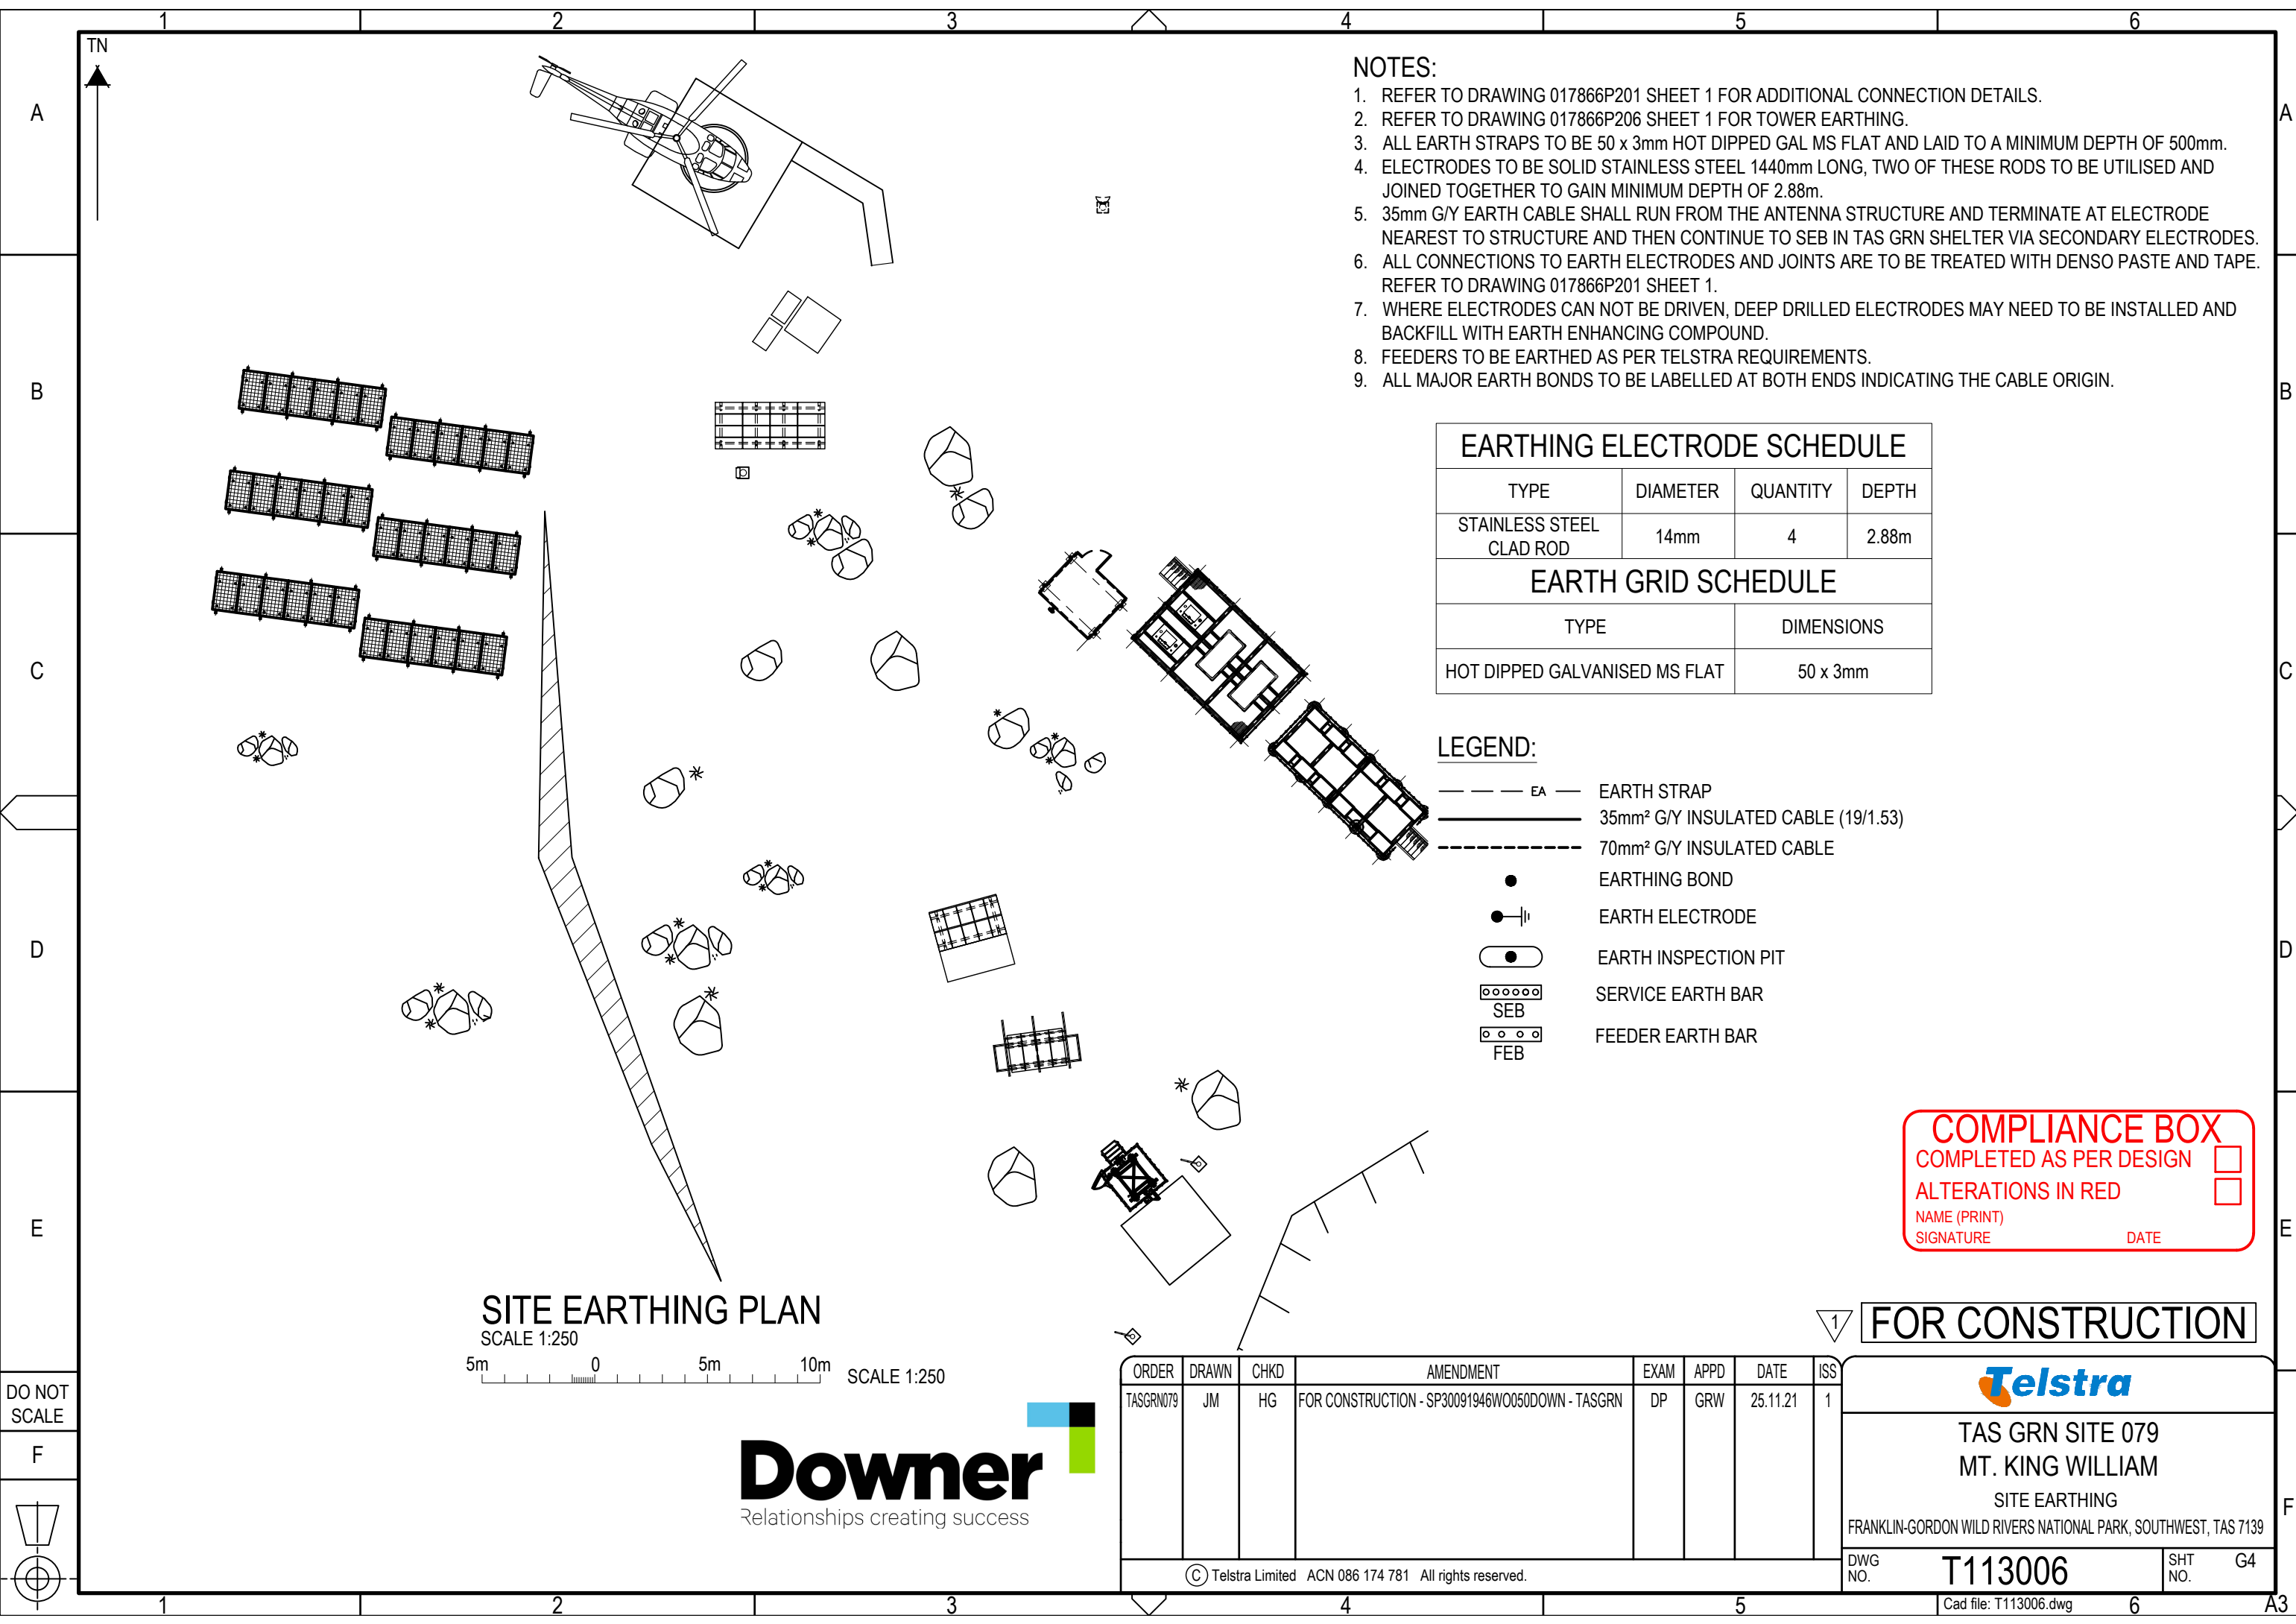 1 2 3 4 5 6
TN
A A
B B
C C
D D
E E
F F
NOTES:
1. REFER TO DRAWING 017866P201 SHEET 1 FOR ADDITIONAL CONNECTION DETAILS.
2. REFER TO DRAWING 017866P206 SHEET 1 FOR TOWER EARTHING.
3. ALL EARTH STRAPS TO BE 50 x 3mm HOT DIPPED GAL MS FLAT AND LAID TO A MINIMUM DEPTH OF 500mm.
4. ELECTRODES TO BE SOLID STAINLESS STEEL 1440mm LONG, TWO OF THESE RODS TO BE UTILISED AND
JOINED TOGETHER TO GAIN MINIMUM DEPTH OF 2.88m.
5. 35mm G/Y EARTH CABLE SHALL RUN FROM THE ANTENNA STRUCTURE AND TERMINATE AT ELECTRODE
NEAREST TO STRUCTURE AND THEN CONTINUE TO SEB IN TAS GRN SHELTER VIA SECONDARY ELECTRODES.
6. ALL CONNECTIONS TO EARTH ELECTRODES AND JOINTS ARE TO BE TREATED WITH DENSO PASTE AND TAPE.
REFER TO DRAWING 017866P201 SHEET 1.
7. WHERE ELECTRODES CAN NOT BE DRIVEN, DEEP DRILLED ELECTRODES MAY NEED TO BE INSTALLED AND
BACKFILL WITH EARTH ENHANCING COMPOUND.
8. FEEDERS TO BE EARTHED AS PER TELSTRA REQUIREMENTS.
9. ALL MAJOR EARTH BONDS TO BE LABELLED AT BOTH ENDS INDICATING THE CABLE ORIGIN.
EARTHING ELECTRODE SCHEDULE
TYPE DIAMETER QUANTITY DEPTH
STAINLESS STEEL
CLAD ROD 14mm 4 2.88m
EARTH GRID SCHEDULE
TYPE DIMENSIONS
HOT DIPPED GALVANISED MS FLAT 50 x 3mm
LEGEND:
EA EARTH STRAP
35mm² G/Y INSULATED CABLE (19/1.53)
70mm² G/Y INSULATED CABLE
EARTHING BOND
EARTH ELECTRODE
EARTH INSPECTION PIT
SERVICE EARTH BAR
SEB
FEEDER EARTH BAR
FEB
COMPLIANCE BOX
COMPLETED AS PER DESIGN
ALTERATIONS IN RED
NAME (PRINT)
SIGNATURE DATE
SITE EARTHING PLAN
SCALE 1:250
5m 0 5m 10m SCALE 1:250
1 FOR CONSTRUCTION
DO NOT
SCALE
Downer
Relationships creating success
ORDER DRAWN CHKD AMENDMENT EXAM APPD DATE ISS
TASGRN079 JM HG FOR CONSTRUCTION - SP30091946WO050DOWN - TASGRN DP GRW 25.11.21 1
© Telstra Limited ACN 086 174 781 All rights reserved.
Telstra
TAS GRN SITE 079
MT. KING WILLIAM
SITE EARTHING
FRANKLIN-GORDON WILD RIVERS NATIONAL PARK, SOUTHWEST, TAS 7139
DWG
NO. T113006 SHT
NO. G4
Cad file: T113006.dwg
1 2 3 4 5 6 A3